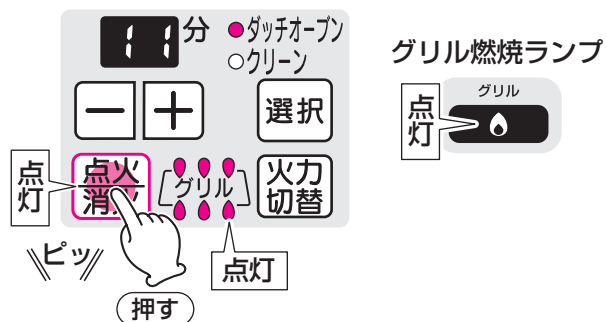 11分
ダッチオーブン
クリーン
選択
点火
消火
グリル
火力
切替
点灯
点灯
ピッ
押す
グリル燃焼ランプ
グリル
点灯